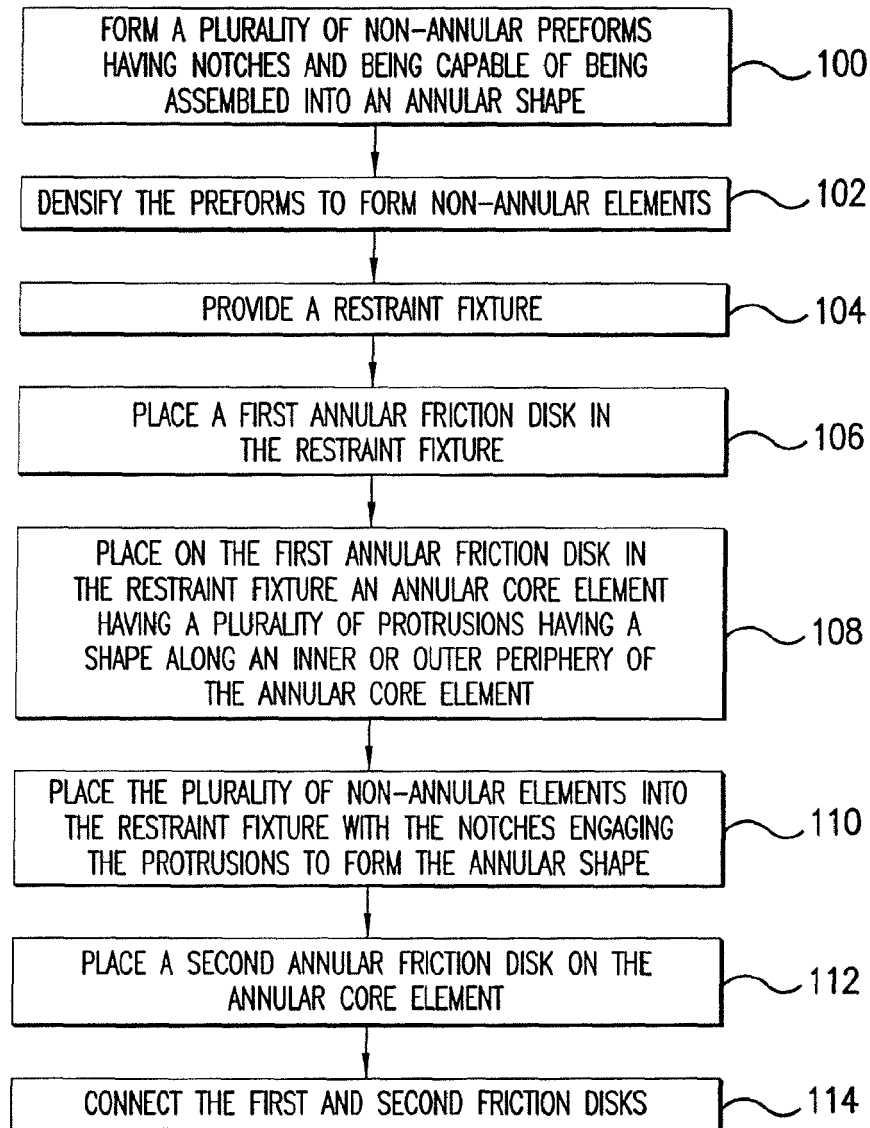 FORM A PLURALITY OF NON-ANNULAR PREFORMS
HAVING NOTCHES AND BEING CAPABLE OF BEING
ASSEMBLED INTO AN ANNULAR SHAPE
100
DENSIFY THE PREFORMS TO FORM NON-ANNULAR ELEMENTS
102
PROVIDE A RESTRAINT FIXTURE
104
PLACE A FIRST ANNULAR FRICTION DISK IN
THE RESTRAINT FIXTURE
106
PLACE ON THE FIRST ANNULAR FRICTION DISK IN
THE RESTRAINT FIXTURE AN ANNULAR CORE ELEMENT
HAVING A PLURALITY OF PROTRUSIONS HAVING A
SHAPE ALONG AN INNER OR OUTER PERIPHERY OF
THE ANNULAR CORE ELEMENT
108
PLACE THE PLURALITY OF NON-ANNULAR ELEMENTS INTO
THE RESTRAINT FIXTURE WITH THE NOTCHES ENGAGING
THE PROTRUSIONS TO FORM THE ANNULAR SHAPE
110
PLACE A SECOND ANNULAR FRICTION DISK ON THE
ANNULAR CORE ELEMENT
112
CONNECT THE FIRST AND SECOND FRICTION DISKS
114